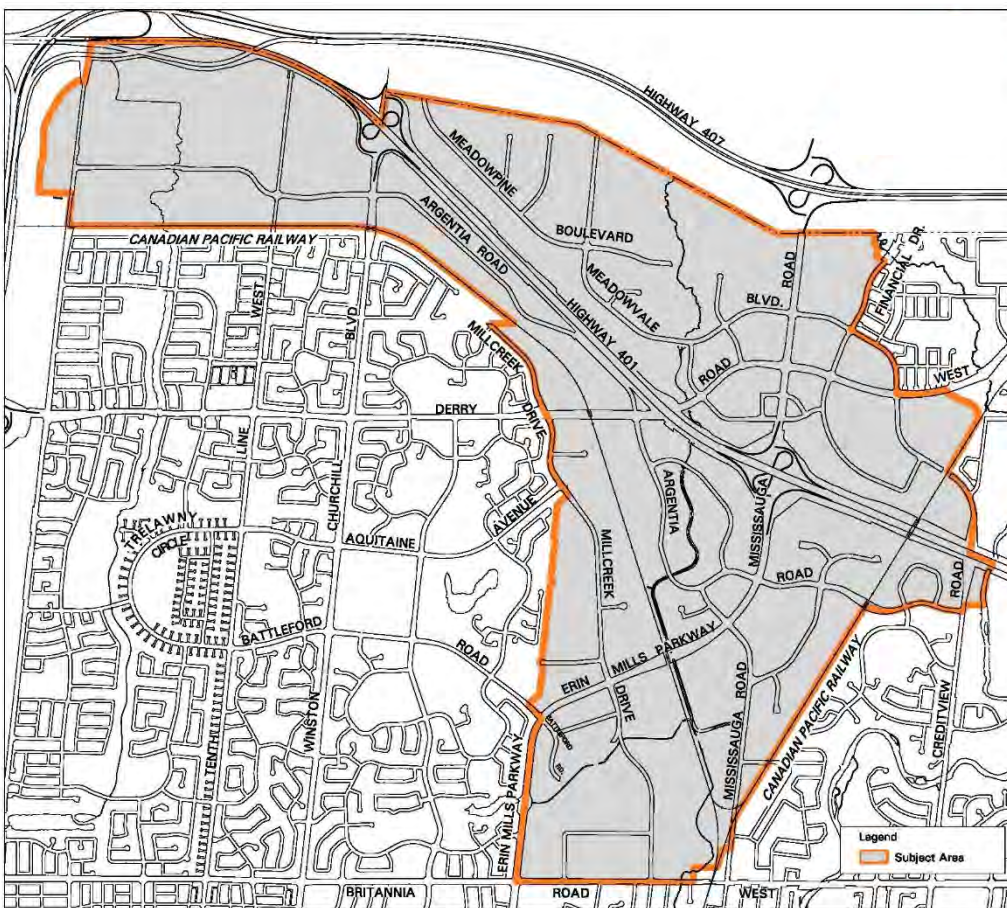 HIGHWAY 407
MEADOWPINE
BOULEVARD
ARGENTIA ROAD
CANADIAN PACIFIC RAILWAY
MEADOWVALE
BLVD.
ROAD
FINANCIAL DR.
HIGHWAY 401
WEST
BLVD.
MILLCREEK
DRIVE
ROAD
WEST
DERRY
LINE
CHURCHILL
AVENUE
ARGENTIA
MISSISSAUGA
TRELAWNY
CIRCLE
AQUITAINE
MILLCREEK
ROAD
ROAD
BATTLEFORD
ROAD
ERIN MILLS PARKWAY
DRIVE
ROAD
WINSTON
TENTH
ERIN MILLS PARKWAY
MISSISSAUGA
CANADIAN PACIFIC RAILWAY
CREDITVIEW
Legend
Subject Area
BRITANNIA
ROAD
WEST